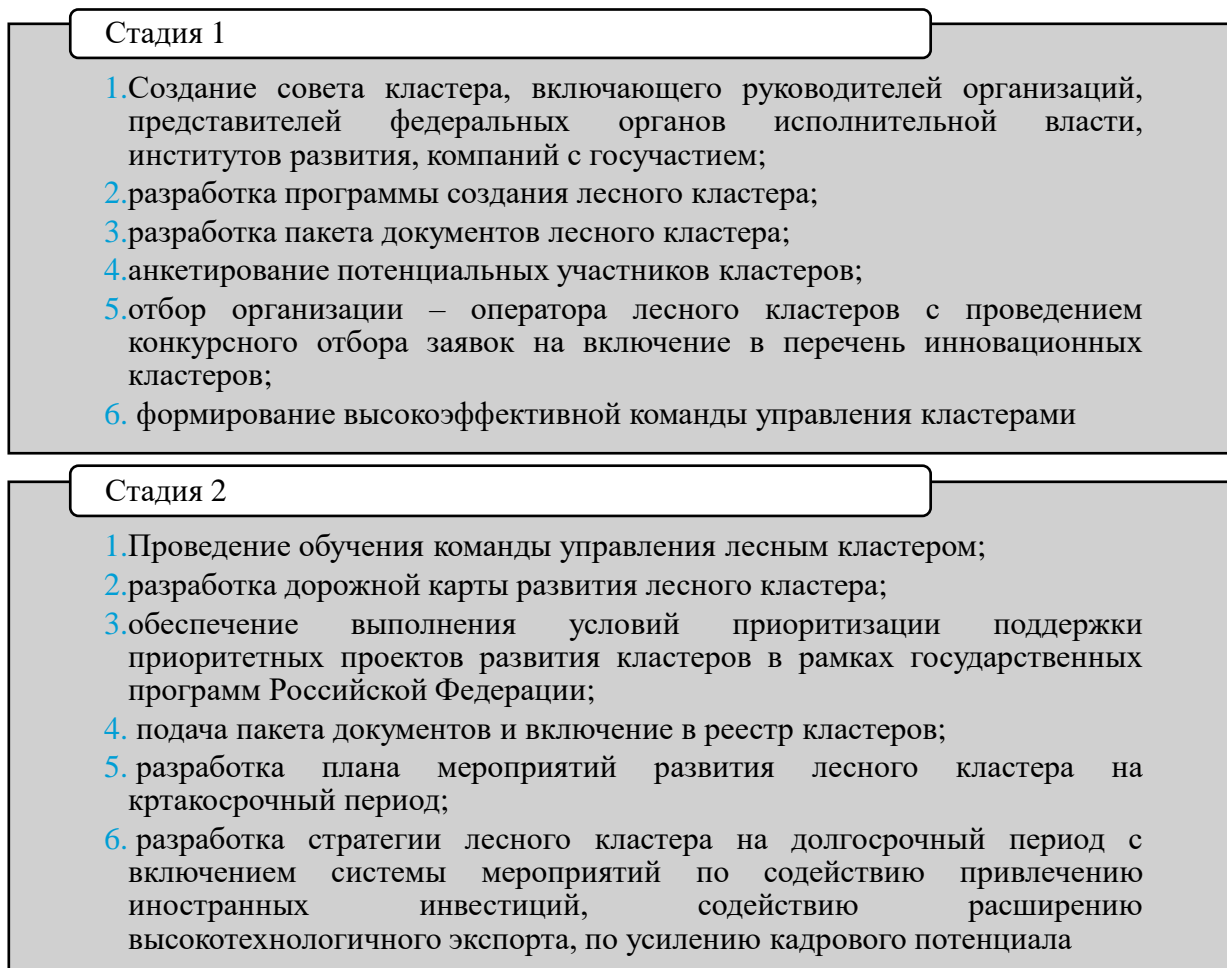 Стадия 1
1.Создание совета кластера, включающего руководителей организаций,
представителей федеральных органов исполнительной власти,
институтов развития, компаний с госучастием;
2.разработка программы создания лесного кластера;
3.разработка пакета документов лесного кластера;
4.анкетирование потенциальных участников кластеров;
5.отбор организации – оператора лесного кластеров с проведением
конкурсного отбора заявок на включение в перечень инновационных
кластеров;
6. формирование высокоэффективной команды управления кластерами
Стадия 2
1.Проведение обучения команды управления лесным кластером;
2.разработка дорожной карты развития лесного кластера;
3.обеспечение выполнения условий приоритизации поддержки
приоритетных проектов развития кластеров в рамках государственных
программ Российской Федерации;
4. подача пакета документов и включение в реестр кластеров;
5. разработка плана мероприятий развития лесного кластера на
кртакосрочный период;
6. разработка стратегии лесного кластера на долгосрочный период с
включением системы мероприятий по содействию привлечению
иностранных инвестиций, содействию расширению
высокотехнологичного экспорта, по усилению кадрового потенциала